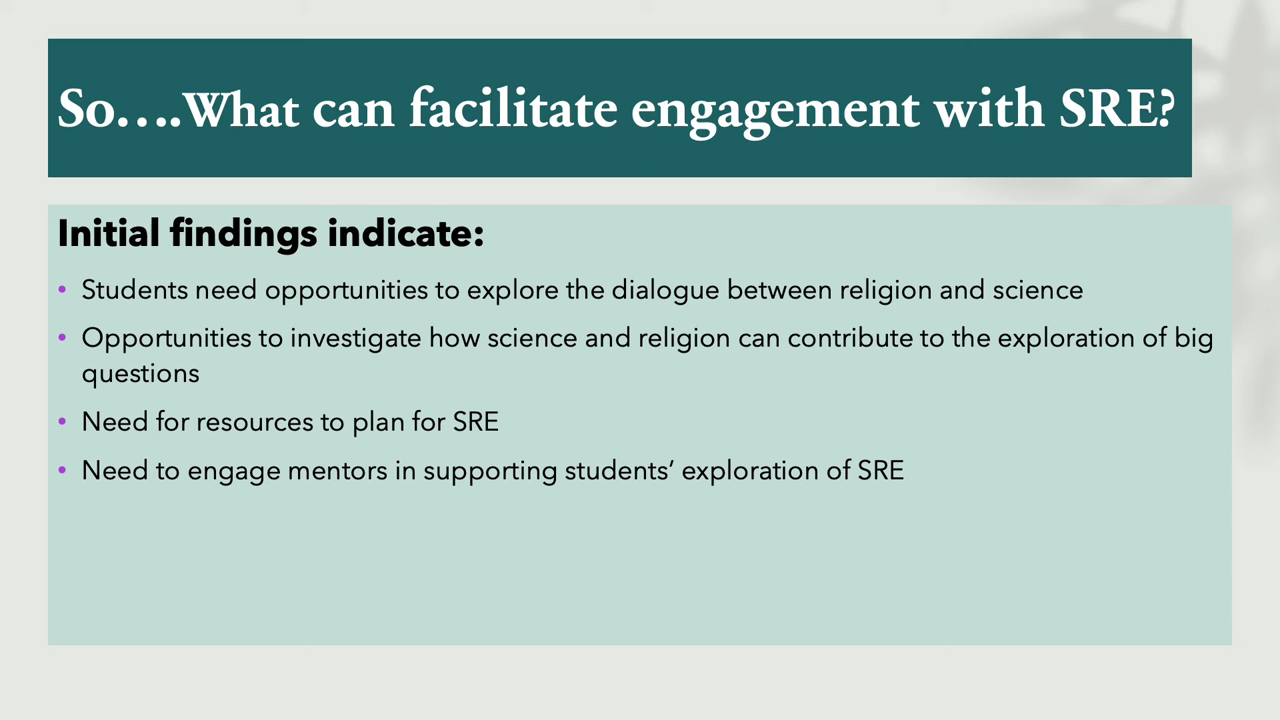 So….What can facilitate engagement with SRE?
Initial findings indicate:
• Students need opportunities to explore the dialogue between religion and science
• Opportunities to investigate how science and religion can contribute to the exploration of big
questions
• Need for resources to plan for SRE
• Need to engage mentors in supporting students’ exploration of SRE